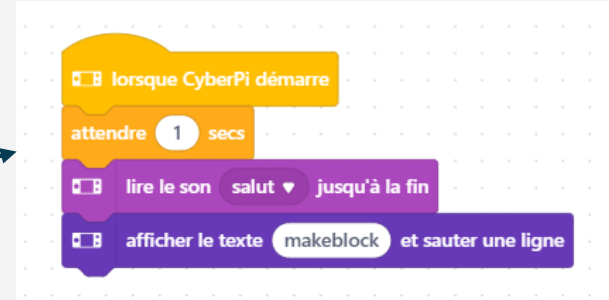 lorsque CyberPi démarre
attendre 1 secs
lire le son salut jusqu'à la fin
afficher le texte makeblock et sauter une ligne